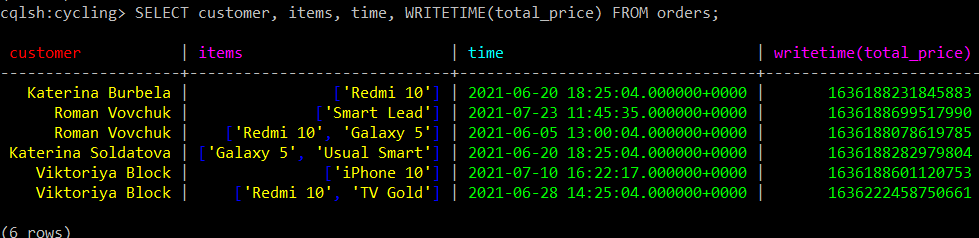 cqlsh:cycling> SELECT customer, items, time, WRITETIME(total_price) FROM orders;
customer | items | time | writetime(total_price)
--------------------+---------------------------+---------------------------------+------------------------
Katerina Burbela | ['Redmi 10'] | 2021-06-20 18:25:04.000000+0000 | 1636188231845883
Roman Vovchuk | ['Smart Lead'] | 2021-07-23 11:45:35.000000+0000 | 1636188699517990
Roman Vovchuk | ['Redmi 10', 'Galaxy 5'] | 2021-06-05 13:00:04.000000+0000 | 1636188078619785
Katerina Soldatova | ['Galaxy 5', 'Usual Smart'] | 2021-06-20 18:25:04.000000+0000 | 1636188282979804
Viktoriya Block | ['iPhone 10'] | 2021-07-10 16:22:17.000000+0000 | 1636188601120753
Viktoriya Block | ['Redmi 10', 'TV Gold'] | 2021-06-28 14:25:04.000000+0000 | 1636222458750661
(6 rows)